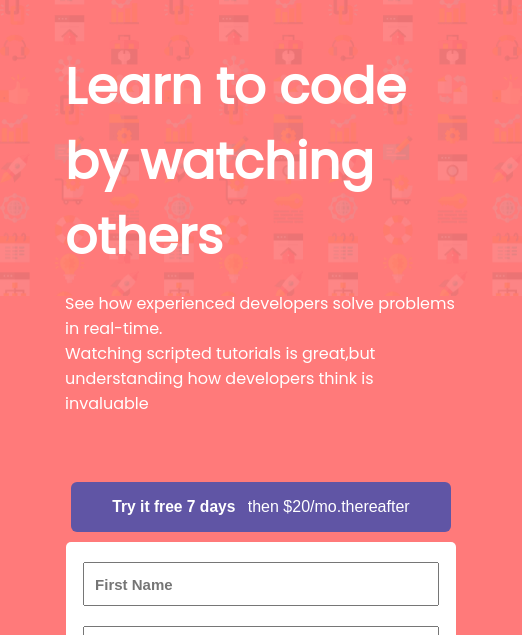 Learn to code
by watching
others
See how experienced developers solve problems
in real-time.
Watching scripted tutorials is great,but
understanding how developers think is
invaluable
Try it free 7 days then $20/mo.thereafter
First Name